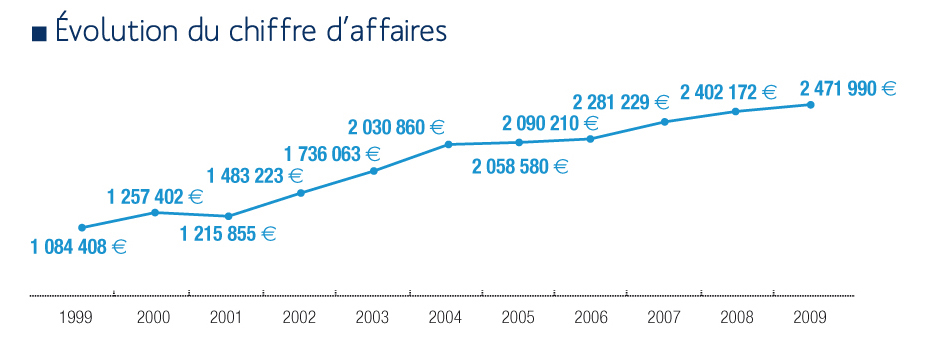 Évolution du chiffre d’affaires
2 471 990 €
2 402 172 €
2 281 229 €
2 030 860 €
2 090 210 €
1 736 063 €
2 058 580 €
1 483 223 €
1 257 402 €
1 215 855 €
1 084 408 €
1999 2000 2001 2002 2003 2004 2005 2006 2007 2008 2009